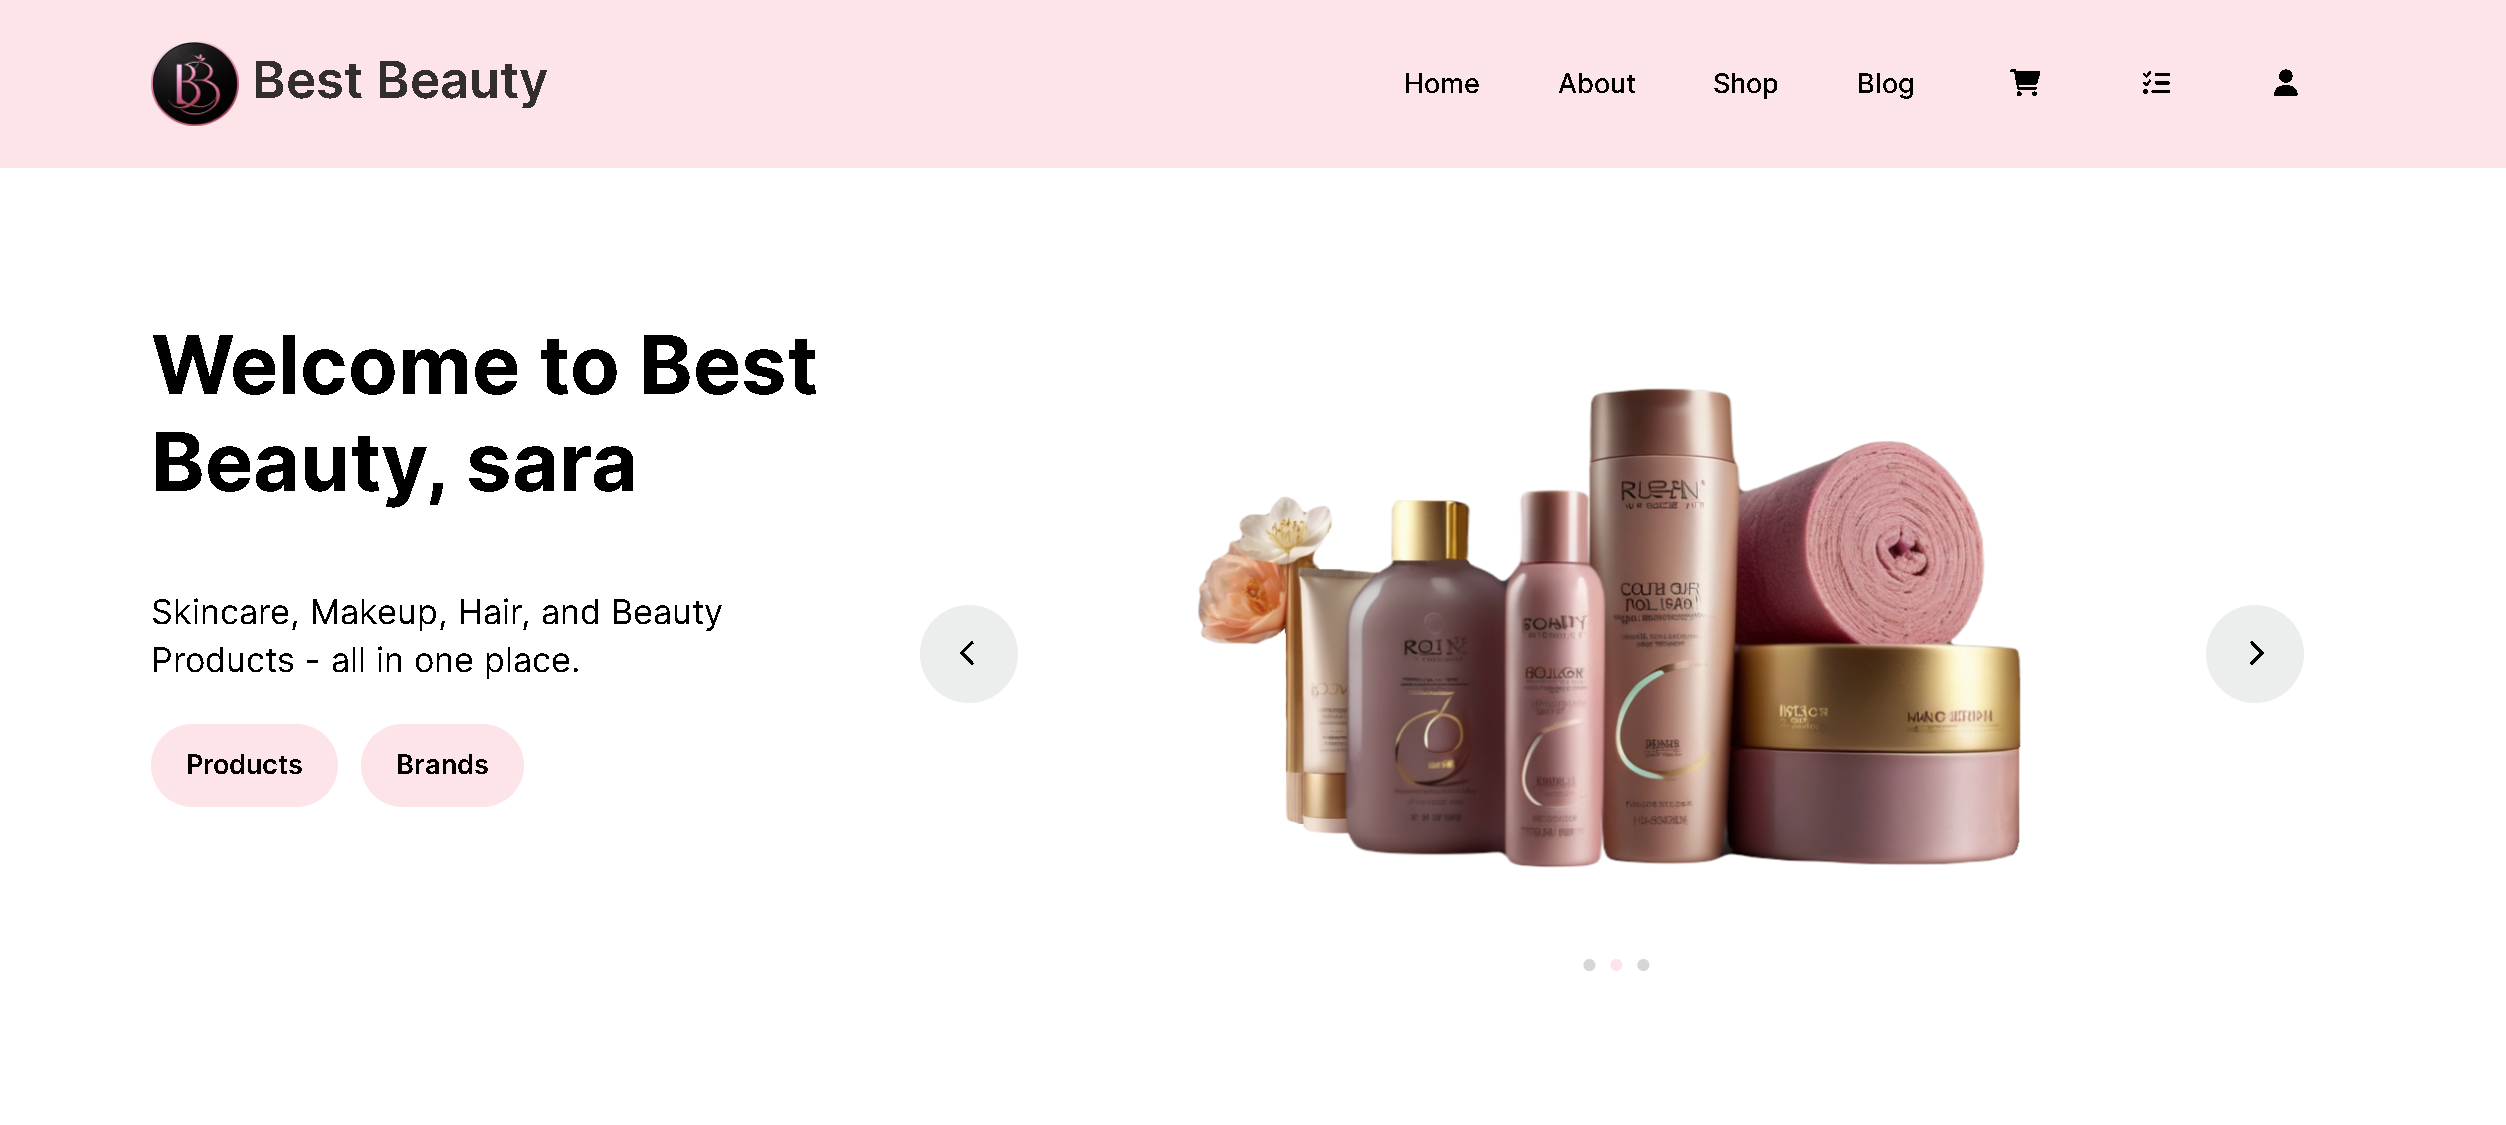 Best Beauty
Home
About
Shop
Blog
Welcome to Best
Beauty, sara
Skincare, Makeup, Hair, and Beauty
Products - all in one place.
Products
Brands